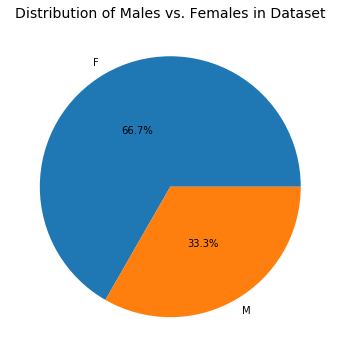 Distribution of Males vs. Females in Dataset
F
66.7%
33.3%
M